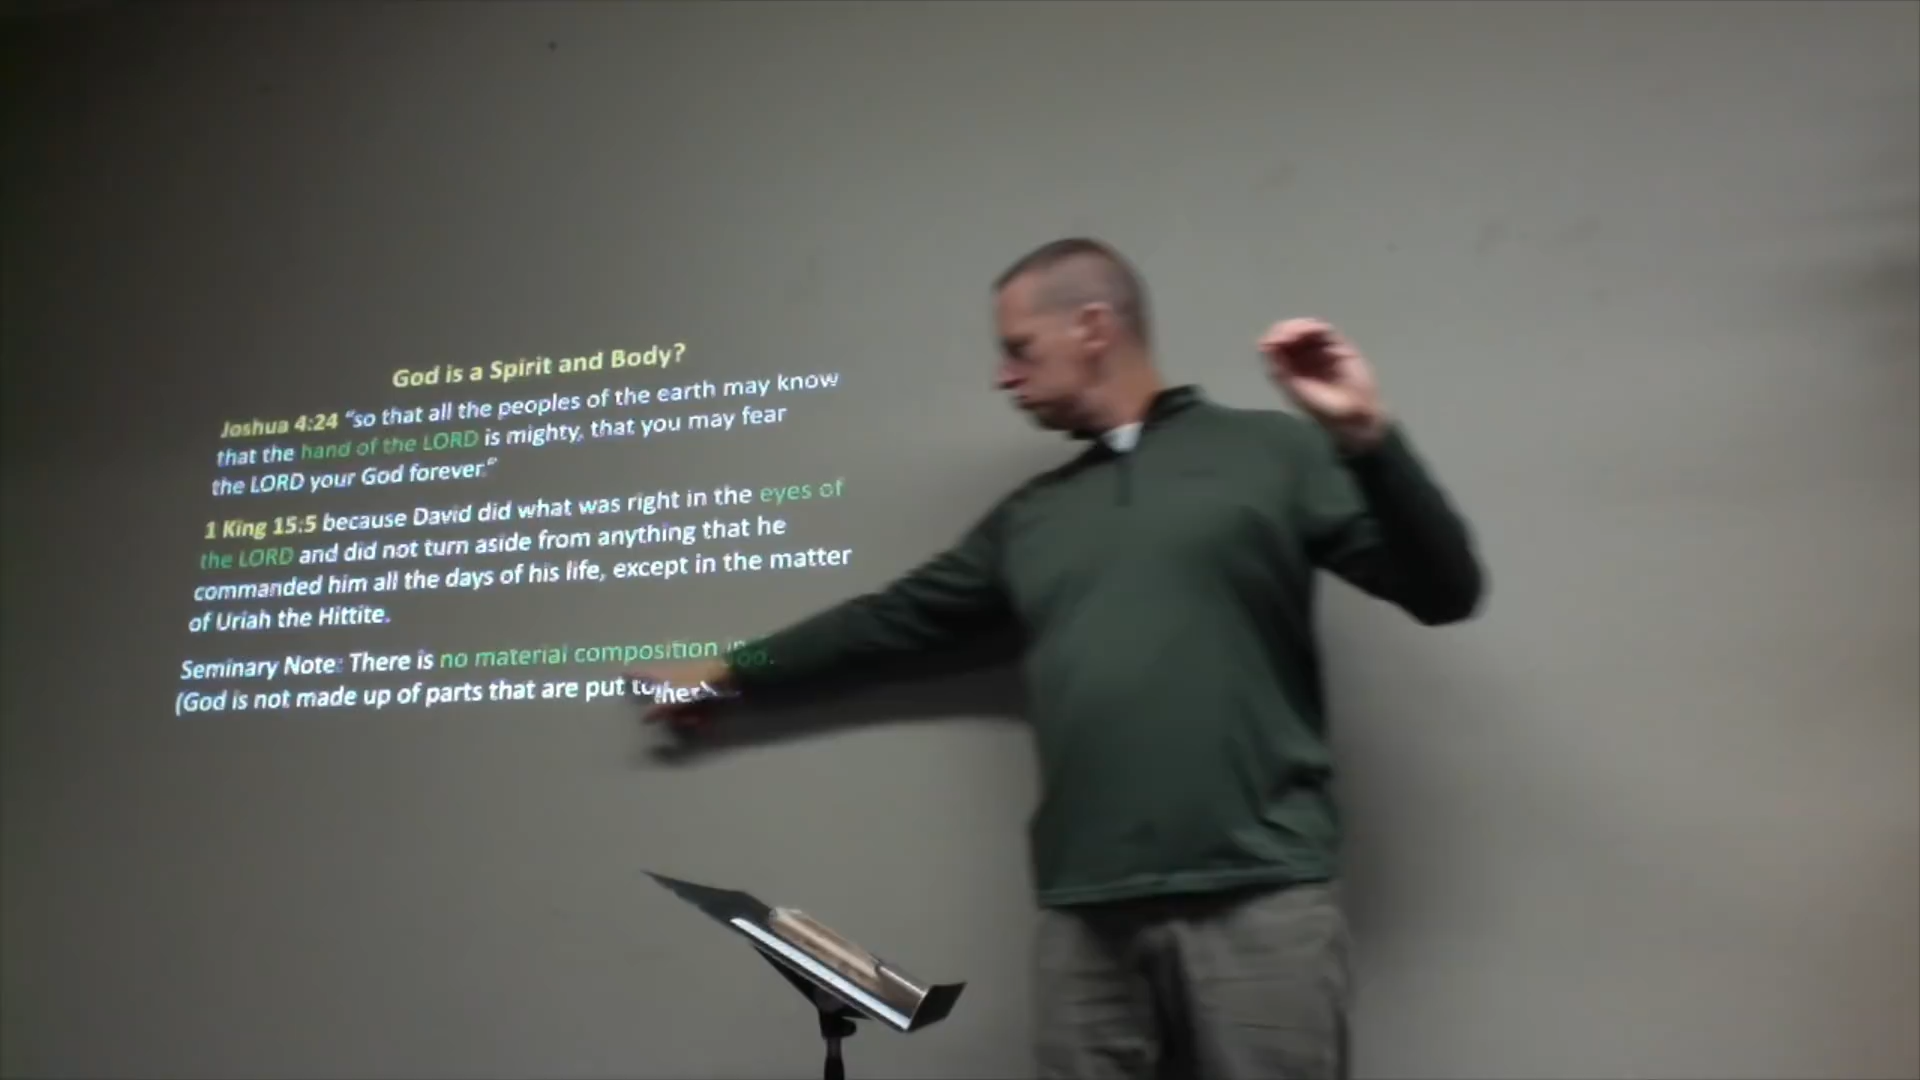 God is a Spirit and Body?
Joshua 4:24 “so that all the peoples of the earth may know
that the hand of the LORD is mighty, that you may fear
the LORD your God forever.”
1 King 15:5 because David did what was right in the eyes of
the LORD and did not turn aside from anything that he
commanded him all the days of his life, except in the matter
of Uriah the Hittite.
Seminary Note: There is no material composition
(God is not made up of parts that are put